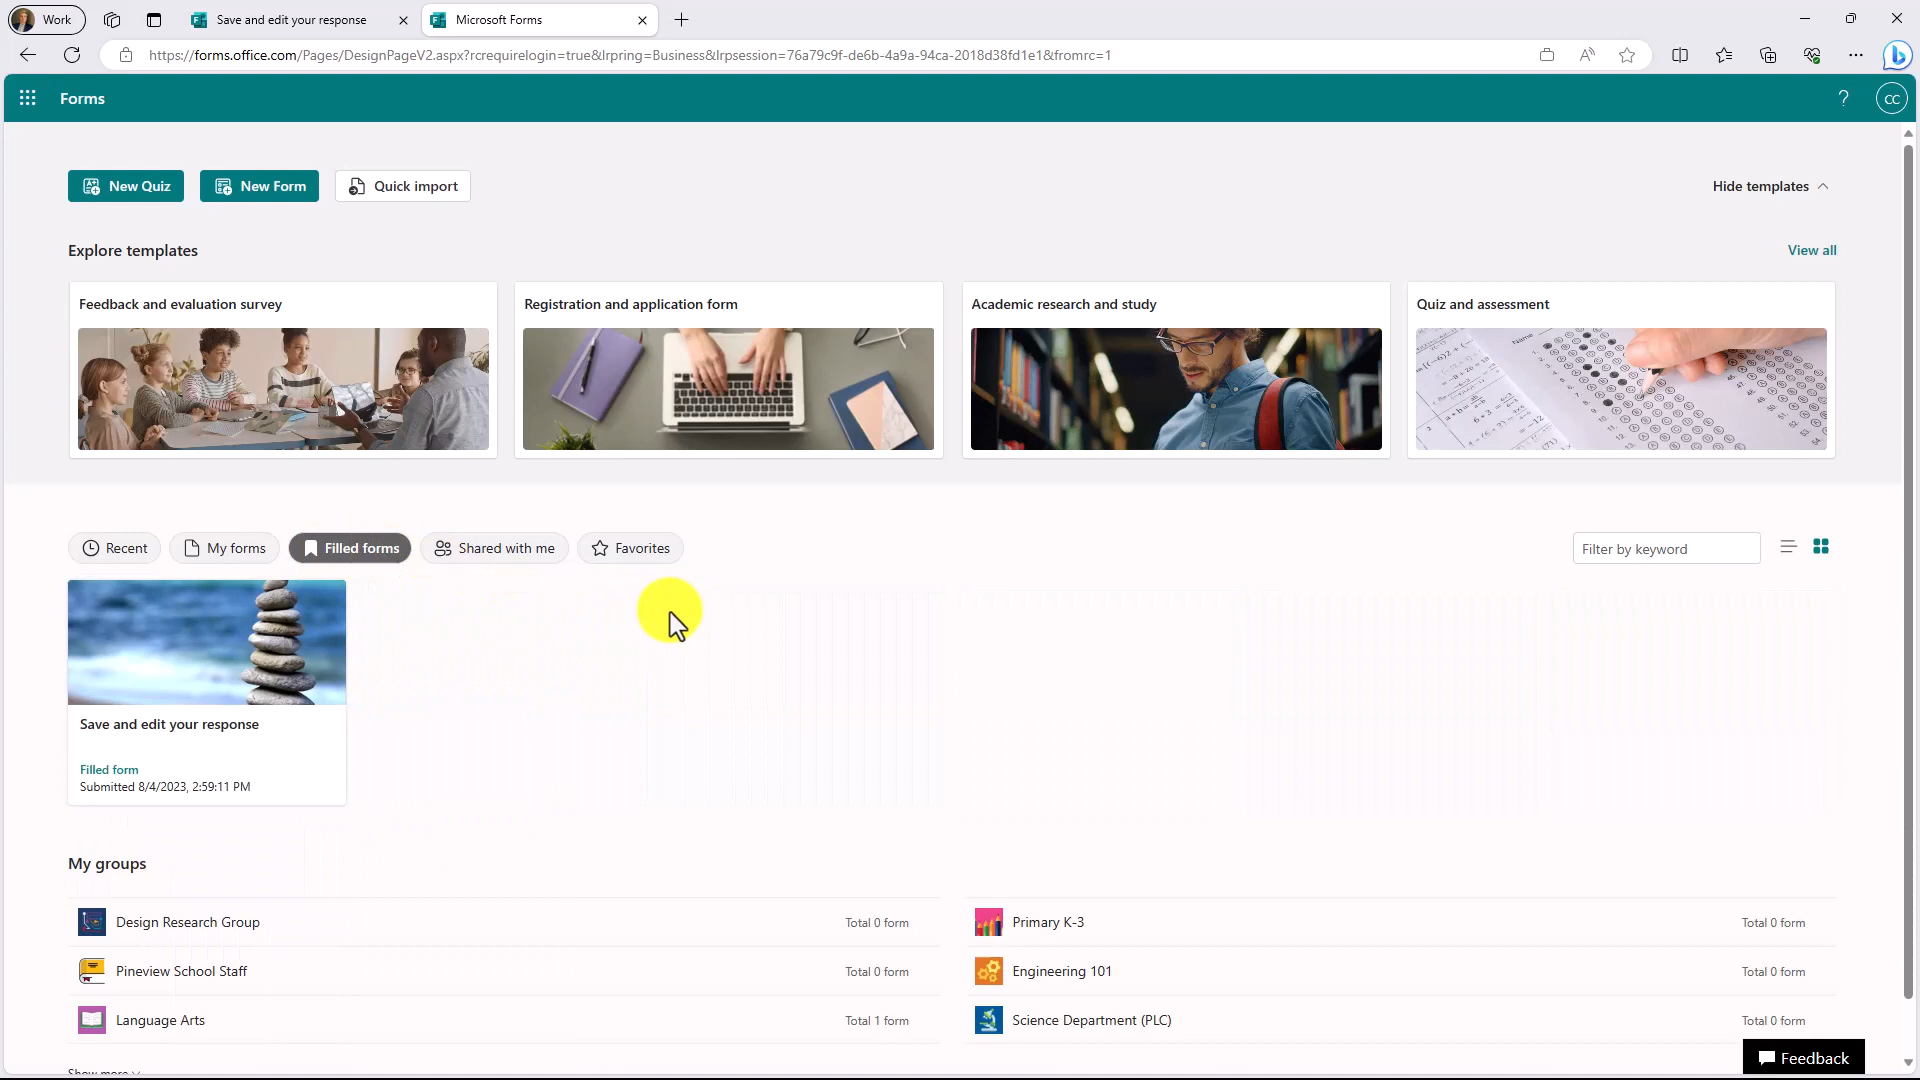 Work
Save and edit your response
Microsoft Forms
https://forms.office.com/Pages/DesignPageV2.aspx?rcrequirelogin=true&lrpring=Business&lrpsession=76a79c9f-de6b-4a9a-94ca-2018d38fd1e1&fromrc=1
Forms
?
CC
New Quiz
New Form
Quick import
Hide templates
Explore templates
View all
Feedback and evaluation survey
Registration and application form
Academic research and study
Quiz and assessment
Name
Recent
My forms
Filled forms
Shared with me
Favorites
Filter by keyword
Save and edit your response
Filled form
Submitted 8/4/2023, 2:59:11 PM
My groups
Design Research Group
Total 0 form
Primary K-3
Total 0 form
Pineview School Staff
Total 0 form
Engineering 101
Total 0 form
Language Arts
Total 1 form
Science Department (PLC)
Total 0 form
Show more
Feedback